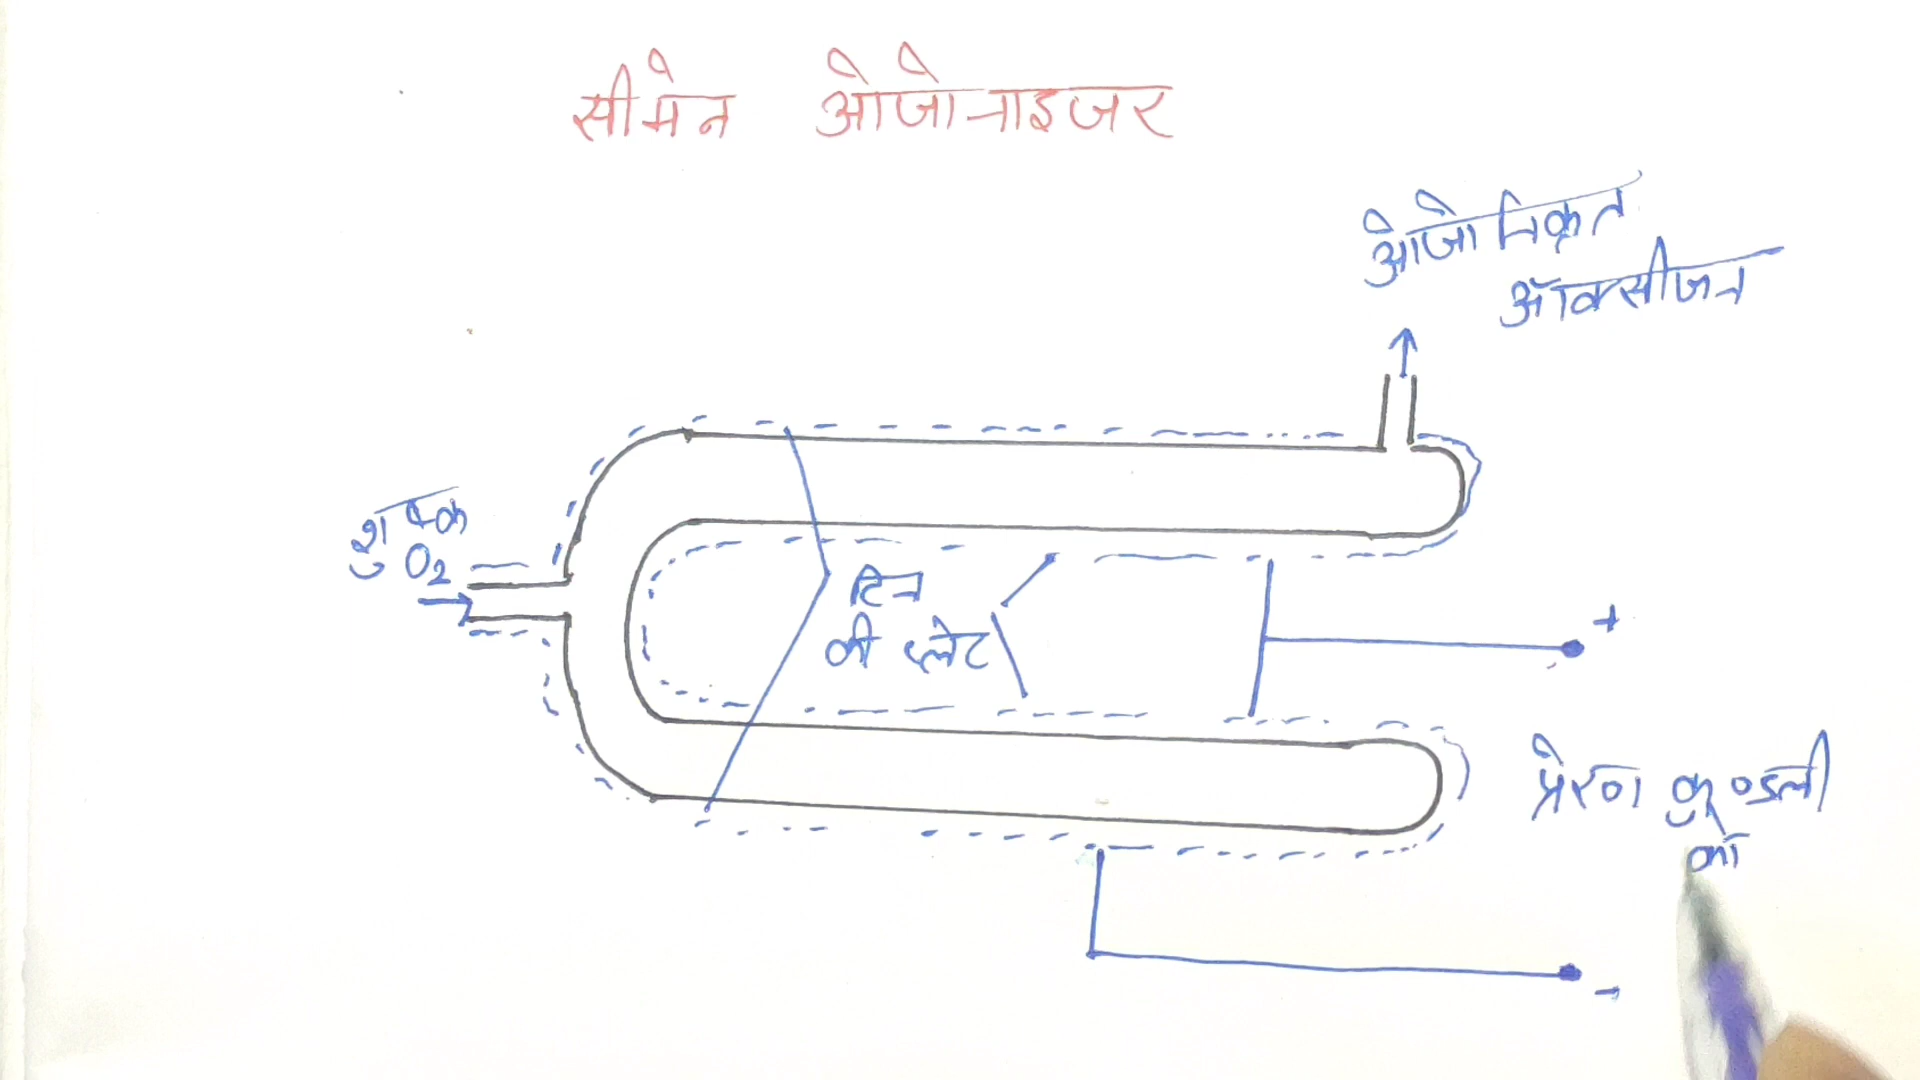 सीमेन ओजोनाइजर
ओजोनिकृत
ऑक्सीजन
शुष्क
O2
टिन
की प्लेट
+
प्रेरण कुण्डली
को
-